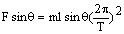 F sinθ = ml sinθ(2π/T)²